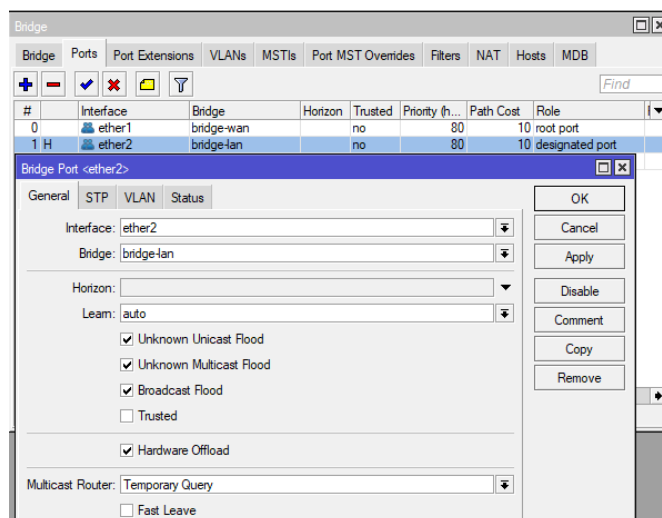 Bridge
Bridge Ports Port Extensions VLANs MSTIs Port MST Overrides Filters NAT Hosts MDB
Find
# Interface Bridge Horizon Trusted Priority (h... Path Cost Role
0 ether1 bridge-wan no 80 10 root port
1 H ether2 bridge-lan no 80 10 designated port
Bridge Port <ether2>
General STP VLAN Status
OK
Interface: ether2
Cancel
Bridge: bridge-lan
Apply
Horizon:
Disable
Learn: auto
Comment
Unknown Unicast Flood
Copy
Unknown Multicast Flood
Remove
Broadcast Flood
Trusted
Hardware Offload
Multicast Router: Temporary Query
Fast Leave